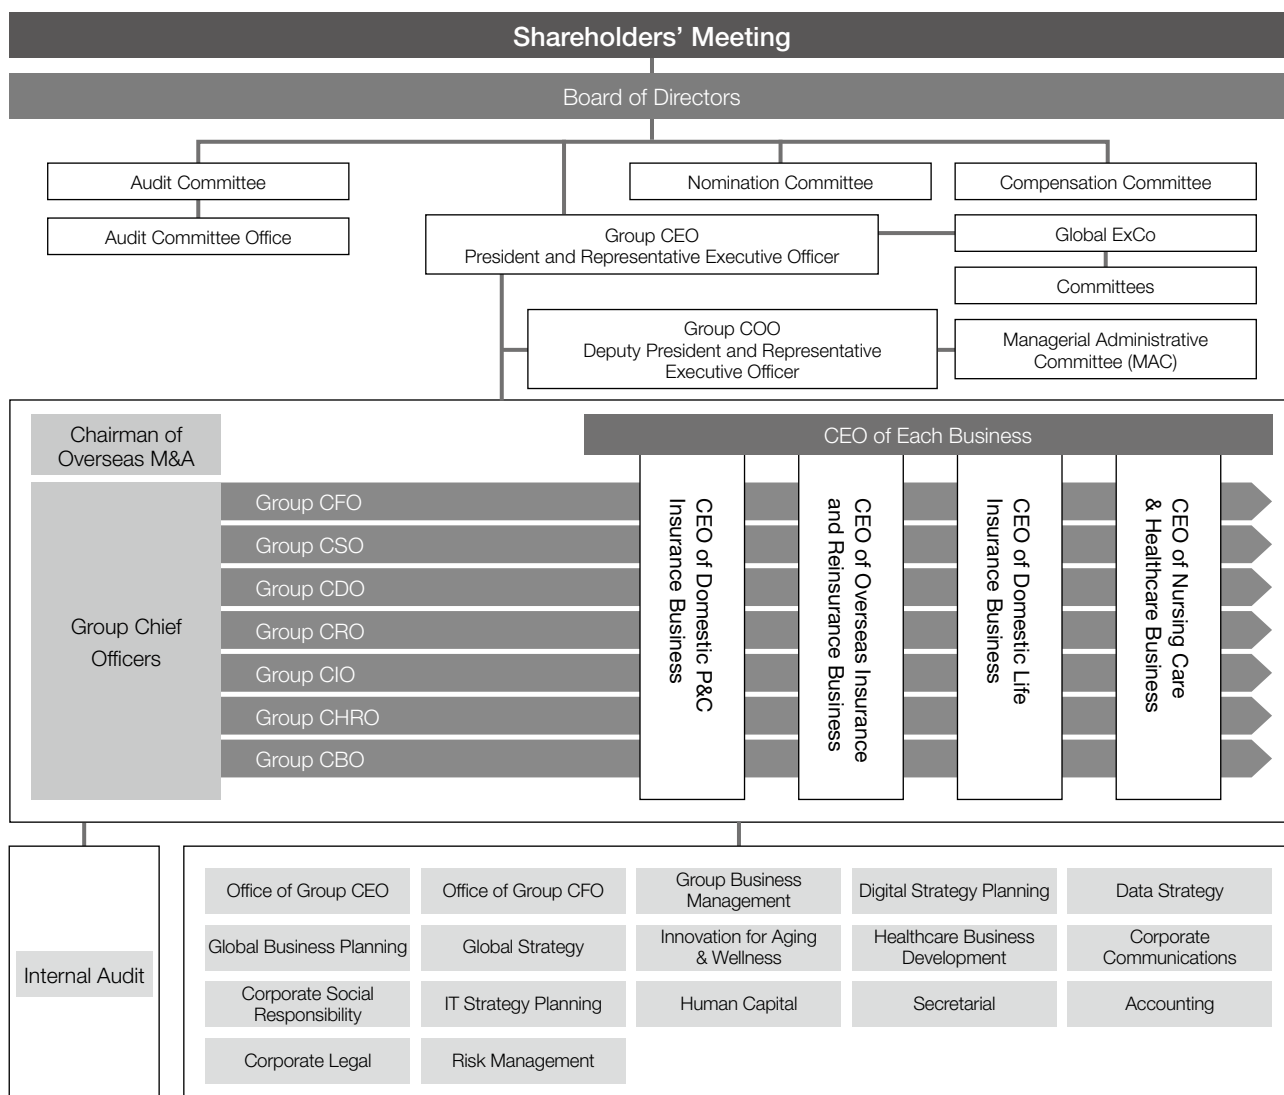 Shareholders' Meeting
Board of Directors
Audit Committee
Nomination Committee
Compensation Committee
Audit Committee Office
Group CEO
President and Representative Executive Officer
Global ExCo
Committees
Group COO
Deputy President and Representative
Executive Officer
Managerial Administrative
Committee (MAC)
Chairman of
Overseas M&A
CEO of Each Business
Group Chief
Officers
Group CFO
Group CSO
Group CDO
Group CRO
Group CIO
Group CHRO
Group CBO
CEO of Domestic P&C
Insurance Business
CEO of Overseas Insurance
and Reinsurance Business
CEO of Domestic Life
Insurance Business
CEO of Nursing Care
& Healthcare Business
Internal Audit
Office of Group CEO
Office of Group CFO
Group Business
Management
Digital Strategy Planning
Data Strategy
Global Business Planning
Global Strategy
Innovation for Aging
& Wellness
Healthcare Business
Development
Corporate
Communications
Corporate Social
Responsibility
IT Strategy Planning
Human Capital
Secretarial
Accounting
Corporate Legal
Risk Management